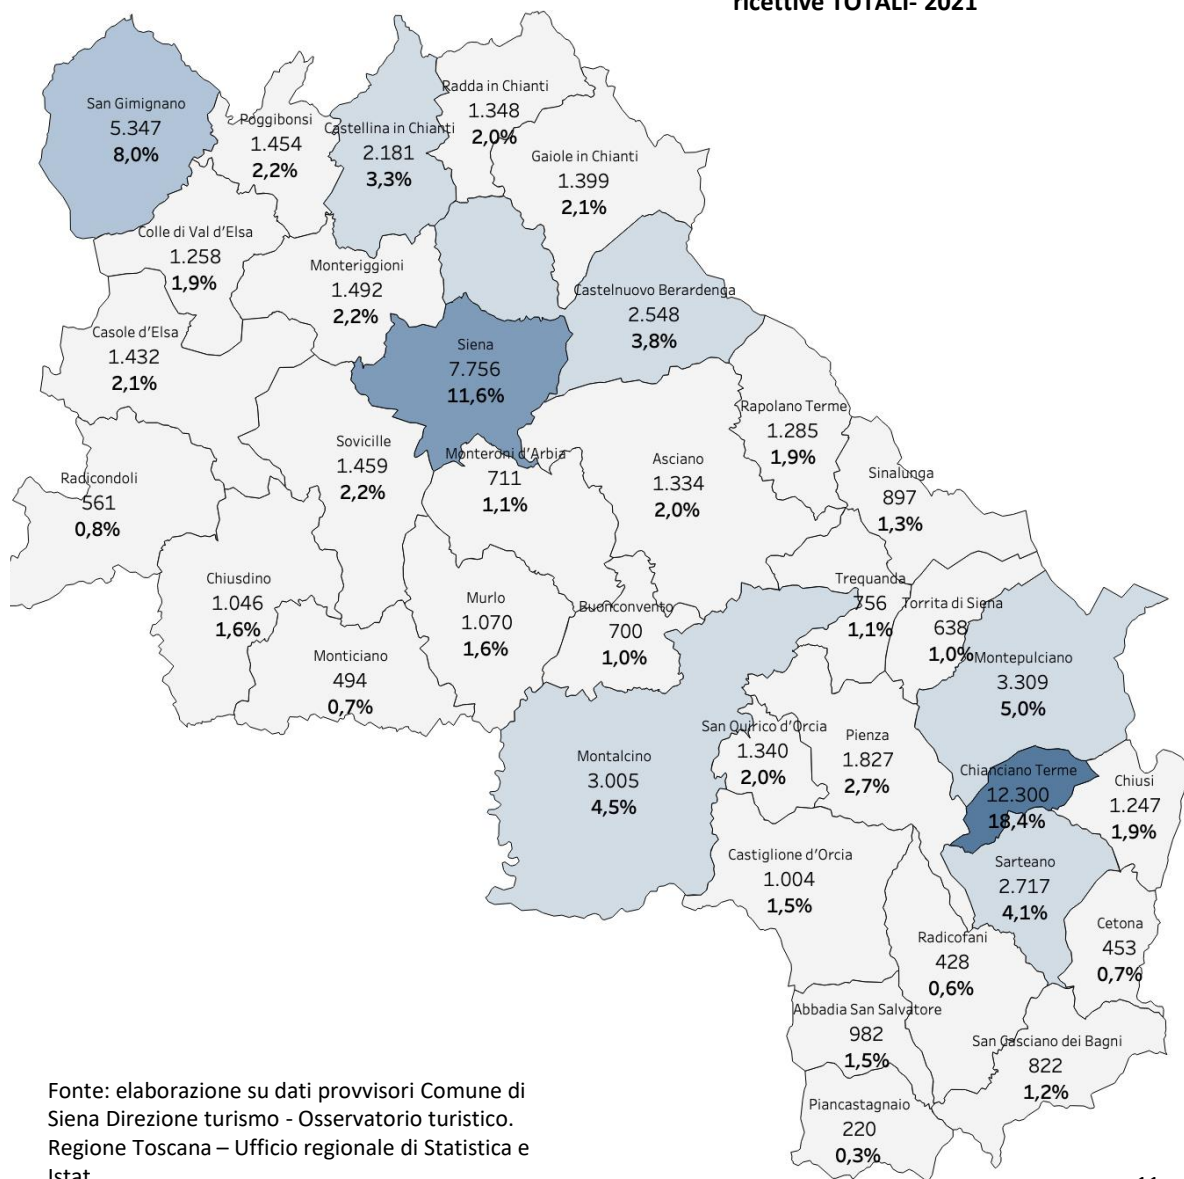 ricettive TOTALI- 2021
San Gimignano
5.347
8,0%
Poggibonsi
1.454
2,2%
Castellina in Chianti
2.181
3,3%
Radda in Chianti
1.348
2,0%
Gaiole in Chianti
1.399
2,1%
Colle di Val d'Elsa
1.258
1,9%
Monteriggioni
1.492
2,2%
Castelnuovo Berardenga
2.548
3,8%
Casole d'Elsa
1.432
2,1%
Siena
7.756
11,6%
Rapolano Terme
1.285
1,9%
Sovicille
1.459
2,2%
Monteroni d'Arbia
711
1,1%
Asciano
1.334
2,0%
Sinalunga
897
1,3%
Radicondoli
561
0,8%
Chiusdino
1.046
1,6%
Murlo
1.070
1,6%
Buonconvento
700
1,0%
Trequanda
756
1,1%
Torrita di Siena
638
1,0%
Monticiano
494
0,7%
Montepulciano
3.309
5,0%
Montalcino
3.005
4,5%
San Quirico d'Orcia
1.340
2,0%
Pienza
1.827
2,7%
Chianciano Terme
12.300
18,4%
Chiusi
1.247
1,9%
Castiglione d'Orcia
1.004
1,5%
Sarteano
2.717
4,1%
Radicofani
428
0,6%
Cetona
453
0,7%
Abbadia San Salvatore
982
1,5%
San Casciano dei Bagni
822
1,2%
Piancastagnaio
220
0,3%
Fonte: elaborazione su dati provvisori Comune di
Siena Direzione turismo - Osservatorio turistico.
Regione Toscana – Ufficio regionale di Statistica e
Istat